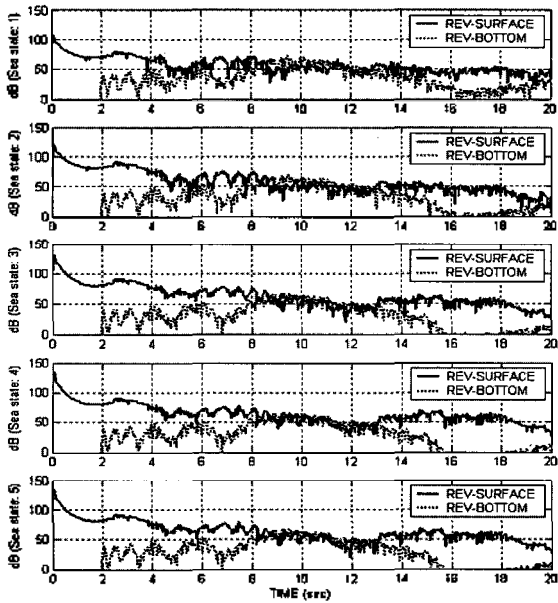 dB (Sea state: 1)
150
100
50
0
REV-SURFACE
REV-BOTTOM
0 2 4 6 8 10 12 14 16 18 20
dB (Sea state: 2)
150
100
50
0
REV-SURFACE
REV-BOTTOM
0 2 4 6 8 10 12 14 16 18 20
dB (Sea state: 3)
150
100
50
0
REV-SURFACE
REV-BOTTOM
0 2 4 6 8 10 12 14 16 18 20
dB (Sea state: 4)
150
100
50
0
REV-SURFACE
REV-BOTTOM
0 2 4 6 8 10 12 14 16 18 20
dB (Sea state: 5)
150
100
50
0
REV-SURFACE
REV-BOTTOM
0 2 4 6 8 10 12 14 16 18 20
TIME (sec)